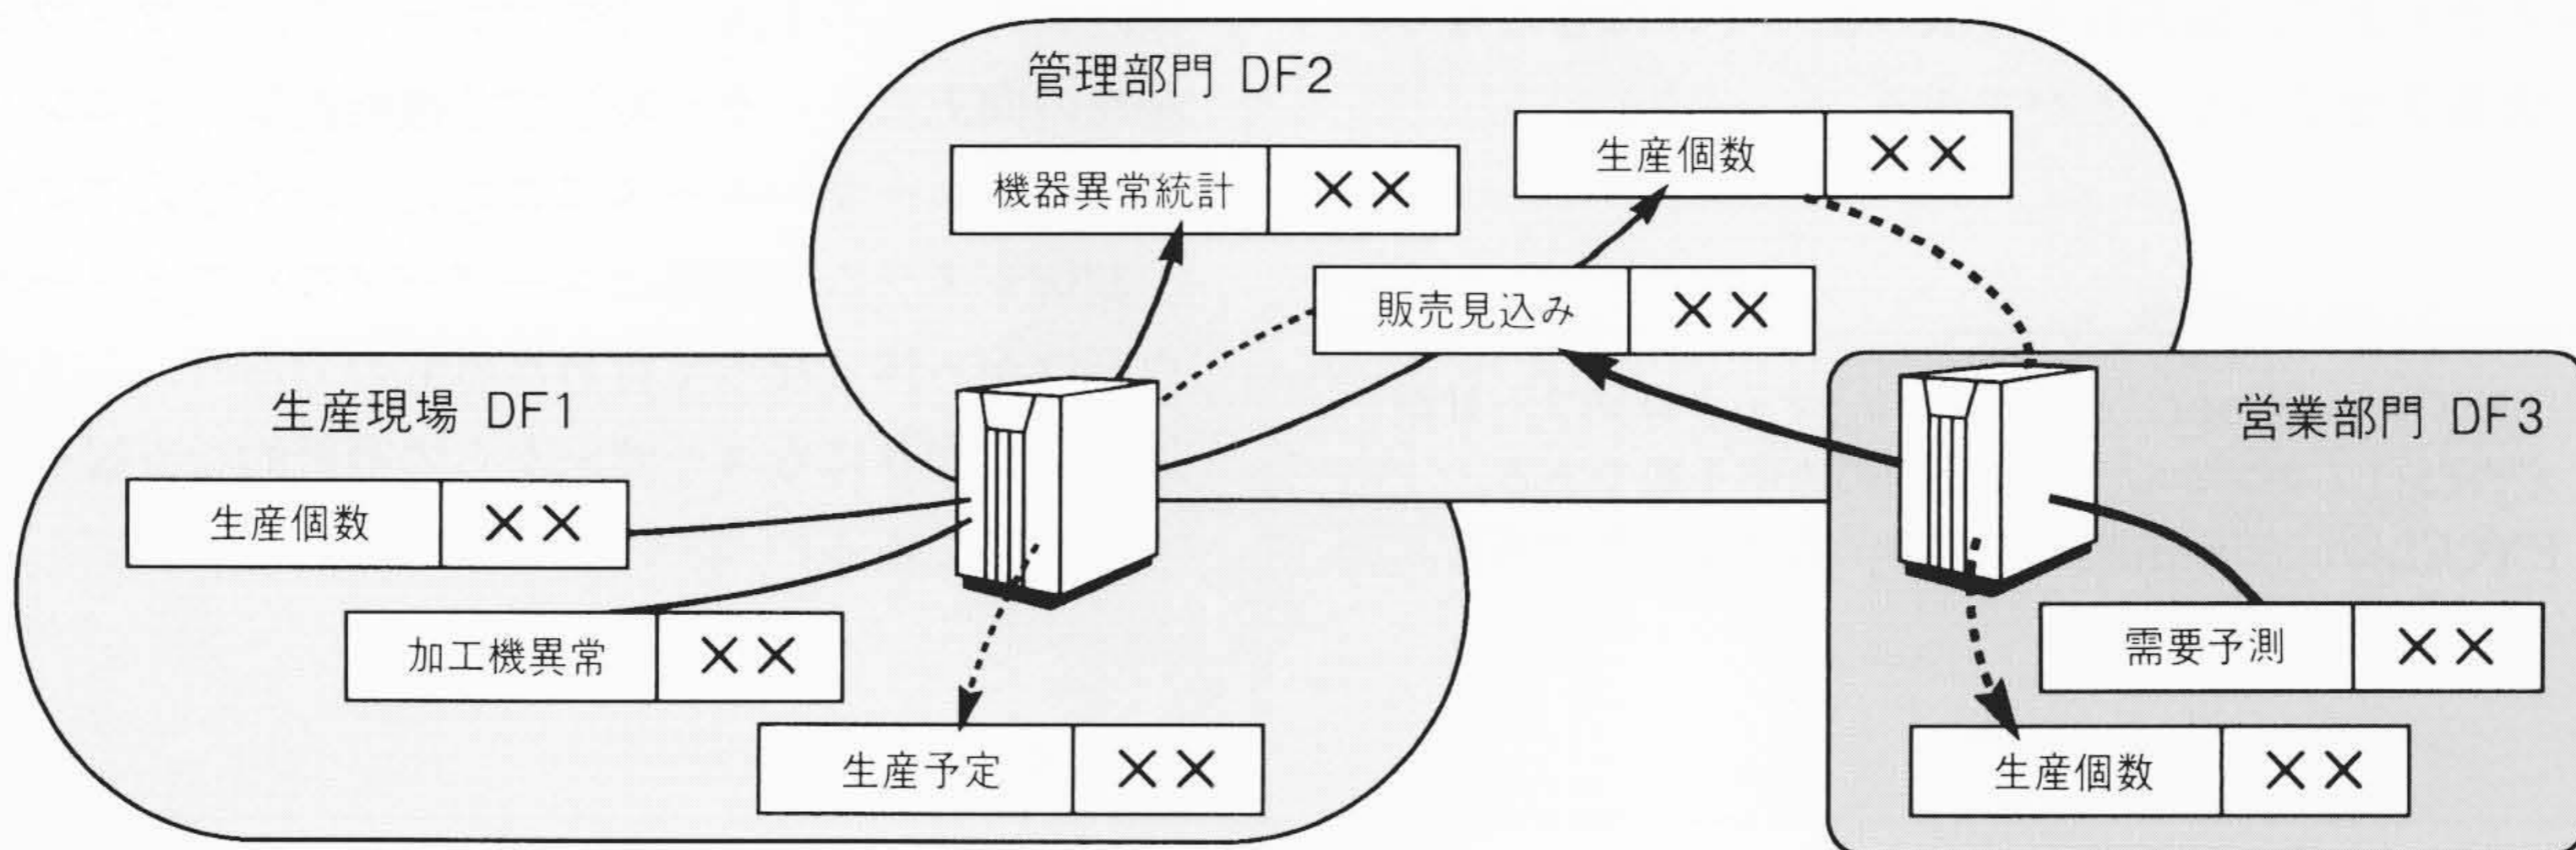 管理部門 DF2
生産個数 ××
機器異常統計 ××
販売見込み ××
生産現場 DF1
営業部門 DF3
生産個数 ××
加工機異常 ××
需要予測 ××
生産予定 ××
生産個数 ××